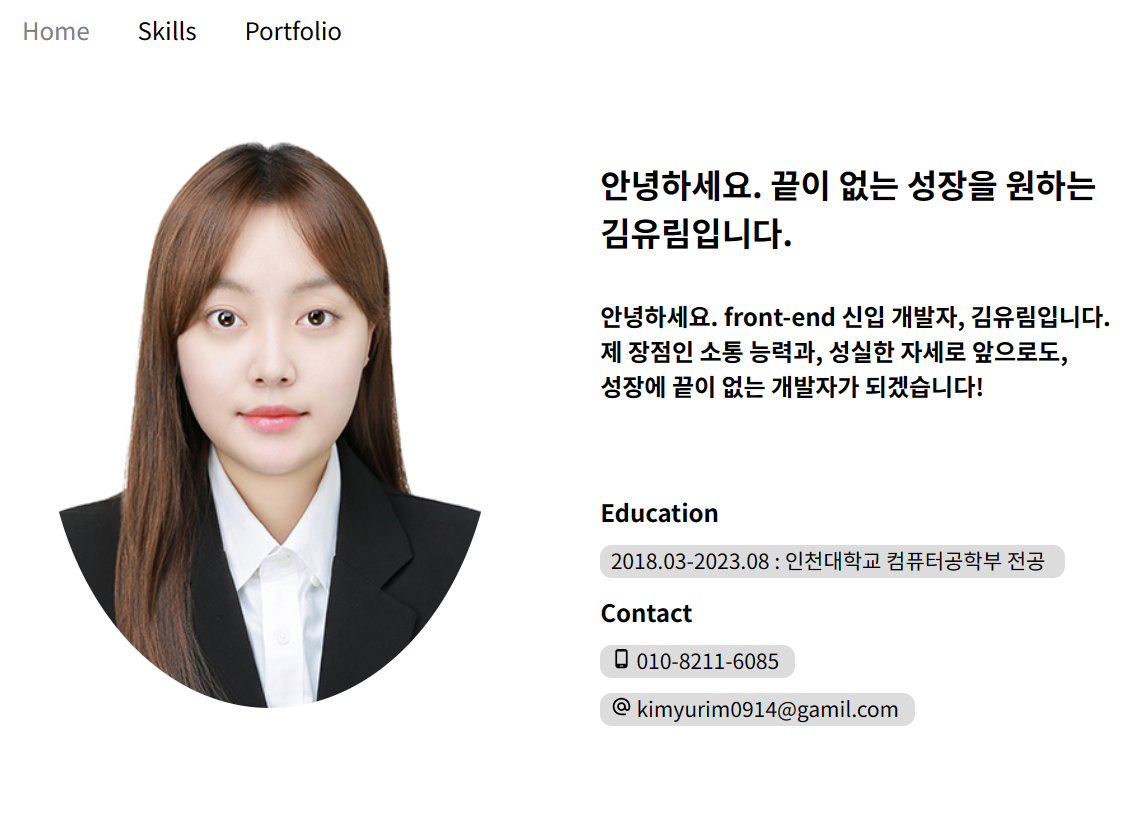 Home Skills Portfolio
안녕하세요. 끝이 없는 성장을 원하는
김유림입니다.
안녕하세요. front-end 신입 개발자, 김유림입니다.
제 장점인 소통 능력과, 성실한 자세로 앞으로도,
성장에 끝이 없는 개발자가 되겠습니다!
Education
2018.03-2023.08 : 인천대학교 컴퓨터공학부 전공
Contact
010-8211-6085
kimyurim0914@gamil.com